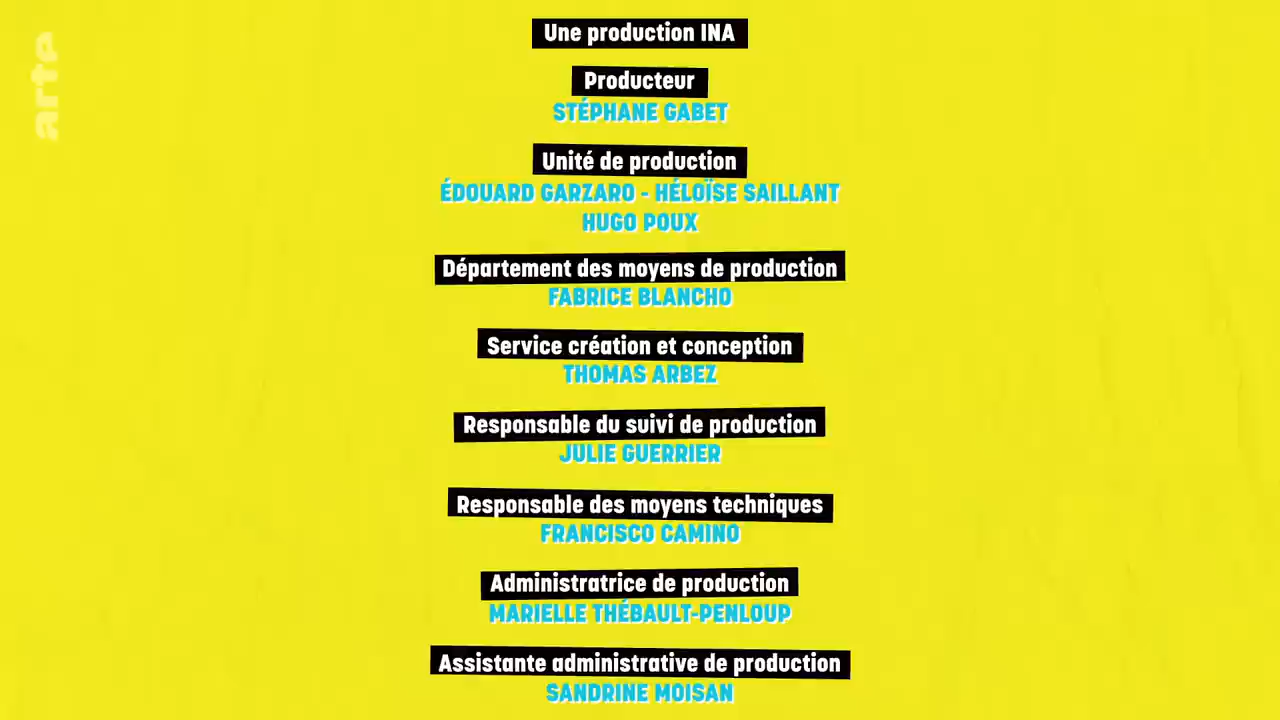 arte
Une production INA
Producteur
STÉPHANE GABET
Unité de production
ÉDOUARD GARZARO - HÉLOÏSE SAILLANT
HUGO POUX
Département des moyens de production
FABRICE BLANCHO
Service création et conception
THOMAS ARBEZ
Responsable du suivi de production
JULIE GUERRIER
Responsable des moyens techniques
FRANCISCO CAMINO
Administratrice de production
MARIELLE THÉBAULT-PENLOUP
Assistante administrative de production
SANDRINE MOISAN